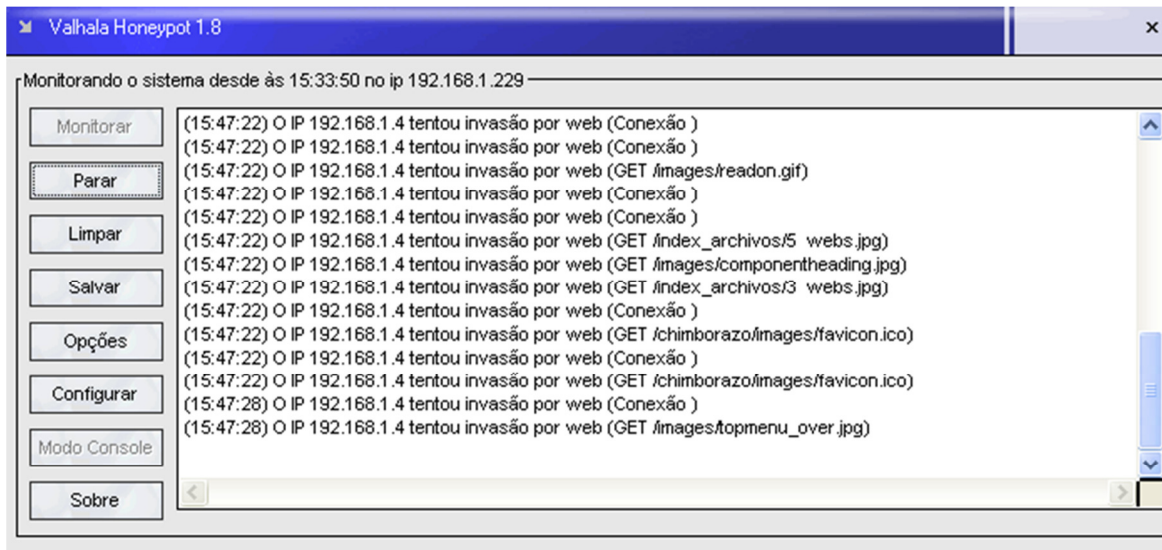 Valhala Honeypot 1.8
Monitorando o sistema desde às 15:33:50 no ip 192.168.1.229
Monitorar
Parar
Limpar
Salvar
Opções
Configurar
Modo Console
Sobre
(15:47:22) O IP 192.168.1.4 tentou invasão por web (Conexão )
(15:47:22) O IP 192.168.1.4 tentou invasão por web (Conexão )
(15:47:22) O IP 192.168.1.4 tentou invasão por web (GET /images/readon.gif)
(15:47:22) O IP 192.168.1.4 tentou invasão por web (Conexão )
(15:47:22) O IP 192.168.1.4 tentou invasão por web (Conexão )
(15:47:22) O IP 192.168.1.4 tentou invasão por web (GET /index_archivos/5  webs.jpg)
(15:47:22) O IP 192.168.1.4 tentou invasão por web (GET /images/componentheading.jpg)
(15:47:22) O IP 192.168.1.4 tentou invasão por web (GET /index_archivos/3  webs.jpg)
(15:47:22) O IP 192.168.1.4 tentou invasão por web (Conexão )
(15:47:22) O IP 192.168.1.4 tentou invasão por web (GET /chimborazo/images/favicon.ico)
(15:47:22) O IP 192.168.1.4 tentou invasão por web (Conexão )
(15:47:22) O IP 192.168.1.4 tentou invasão por web (GET /chimborazo/images/favicon.ico)
(15:47:28) O IP 192.168.1.4 tentou invasão por web (Conexão )
(15:47:28) O IP 192.168.1.4 tentou invasão por web (GET /images/topmenu_over.jpg)